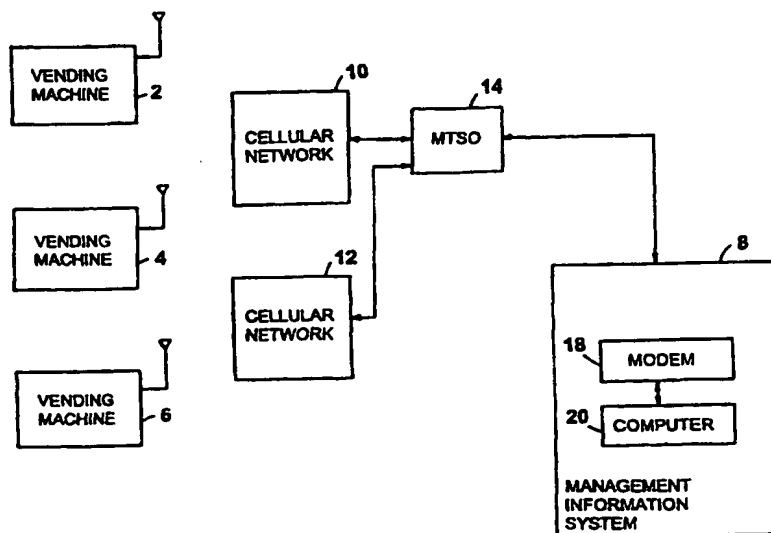 VENDING
MACHINE
2
10
CELLULAR
NETWORK
14
MTSO
VENDING
MACHINE
4
12
CELLULAR
NETWORK
8
VENDING
MACHINE
6
18
MODEM
20
COMPUTER
MANAGEMENT
INFORMATION
SYSTEM